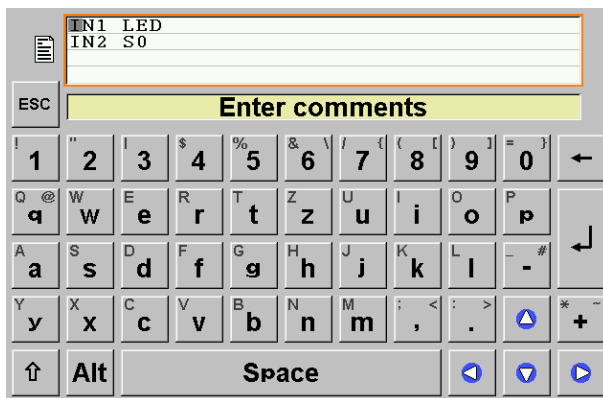 IN1 LED
IN2 S0
ESC
Enter comments
! 1 " 2 | 3 $ 4 % 5 & \ 6 / { 7 ( [ 8 ) ] 9 = } 0 ←
Q @ q W w E e R r T t Z z U u I i O o P p
A a S s D d F f G g H h J j K k L l _ # - ↵
Y y X x C c V v B b N n M m ; < , : > . * ~ +
⇧ Alt Space